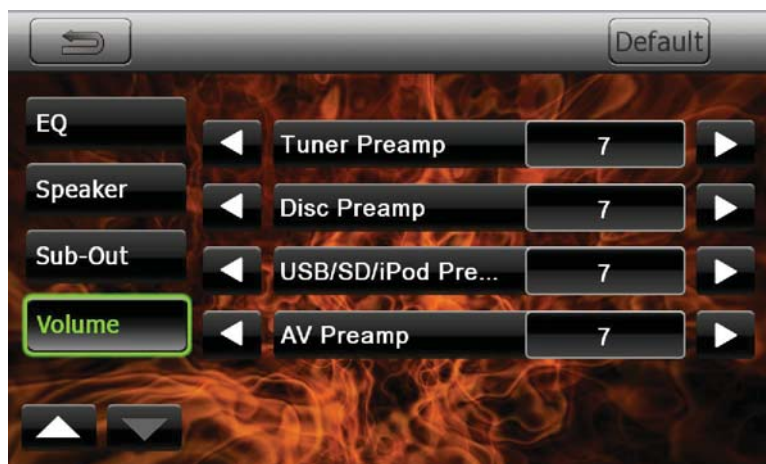 Default
EQ
Speaker
Sub-Out
Volume
Tuner Preamp 7
Disc Preamp 7
USB/SD/iPod Pre... 7
AV Preamp 7